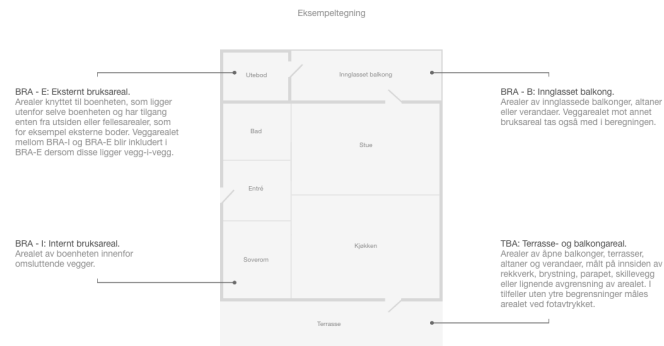 Eksempeltegning
BRA - E: Eksternt bruksareal.
Arealer knyttet til boenheten, som ligger
utenfor selve boenheten og har tilgang
enten fra utsiden eller fellesarealer, som
for eksempel eksterne boder. Veggarealet
mellom BRA-I og BRA-E blir inkludert i
BRA-E dersom disse ligger vegg-i-vegg.
BRA - I: Internt bruksareal.
Arealet av boenheten innenfor
omsluttende vegger.
Utebod
Innglasset balkong
Bad
Stue
Entré
Kjøkken
Soverom
Terrasse
BRA - B: Innglasset balkong.
Arealer av innglassede balkonger, altaner
eller verandaer. Veggarealet mot annet
bruksareal tas også med i beregningen.
TBA: Terrasse- og balkongareal.
Arealer av åpne balkonger, terrasser,
altaner og verandaer, målt på innsiden av
rekkverk, brystning, parapet, skillevegg
eller lignende avgrensning av arealet. I
tilfeller uten ytre begrensninger måles
arealet ved fotavtrykket.